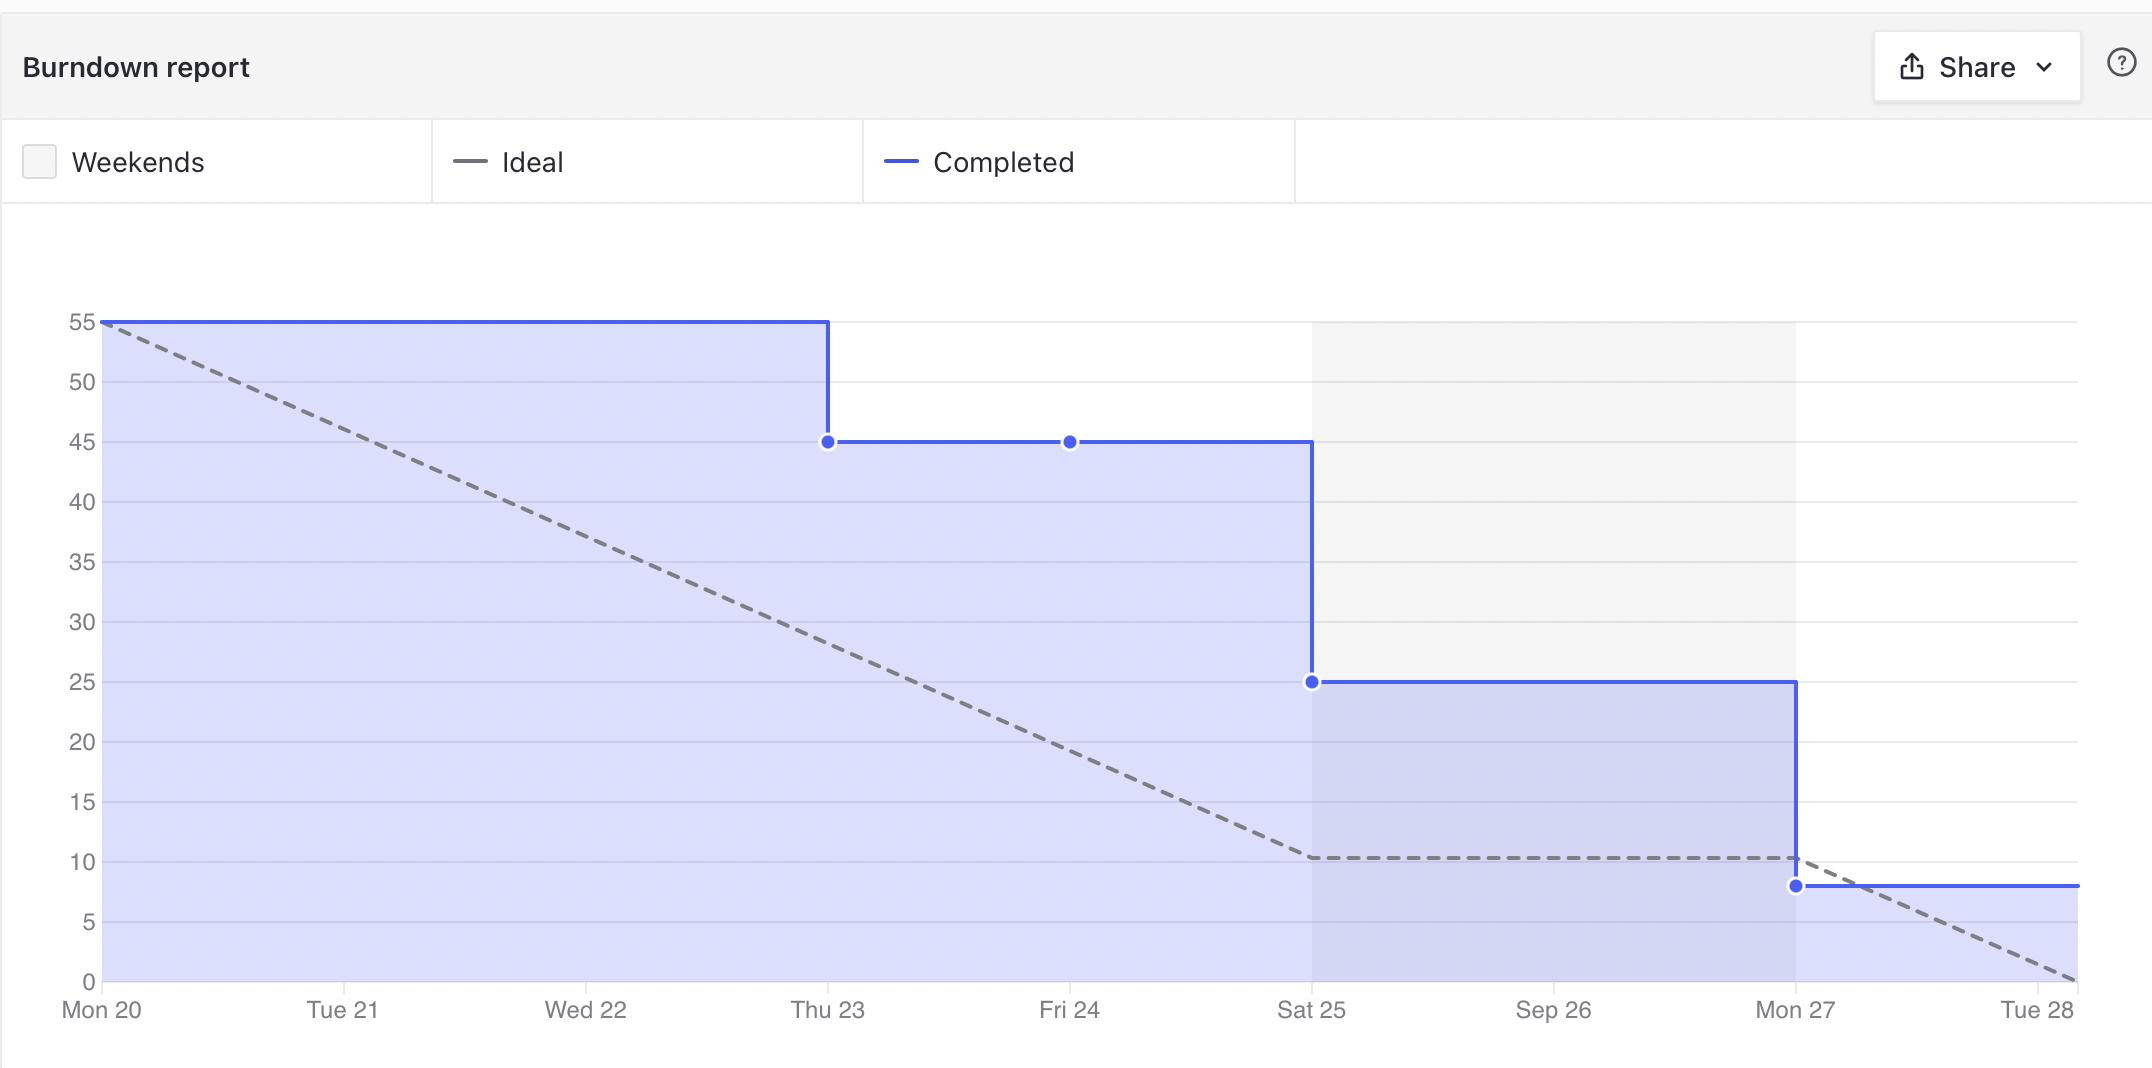 Burndown report
Share
?
Weekends
Ideal
Completed
55
50
45
40
35
30
25
20
15
10
5
0
Mon 20 Tue 21 Wed 22 Thu 23 Fri 24 Sat 25 Sep 26 Mon 27 Tue 28